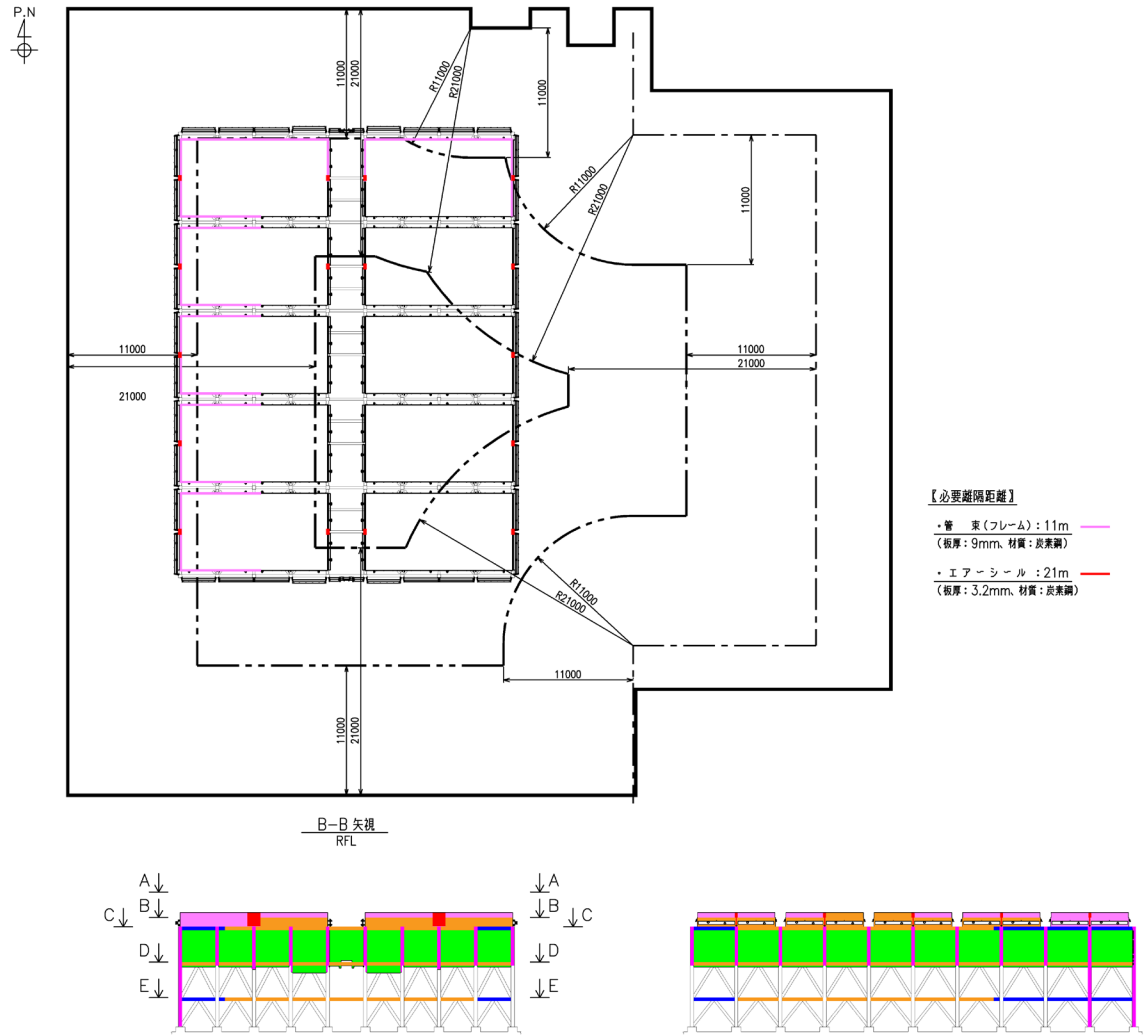 P.N
11000
21000
R11000
R21000
11000
R11000
R21000
11000
11000
21000
11000
21000
R11000
R21000
11000
11000
21000
【必要離隔距離】
・管 束(フレーム):11m
(板厚:9mm、材質:炭素鋼)
・エアーシール:21m
(板厚:3.2mm、材質:炭素鋼)
B-B 矢視
RFL
A A
B B
C C
D D
E E